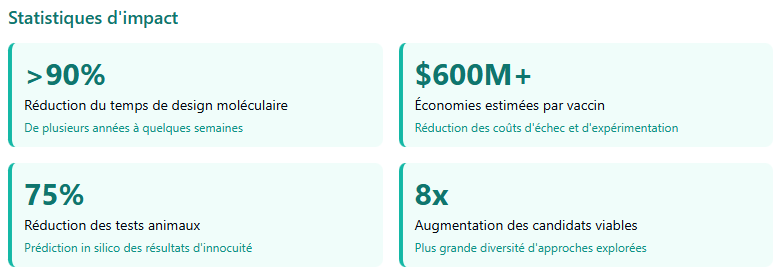 Statistiques d'impact
>90%
Réduction du temps de design moléculaire
De plusieurs années à quelques semaines
$600M+
Économies estimées par vaccin
Réduction des coûts d'échec et d'expérimentation
75%
Réduction des tests animaux
Prédiction in silico des résultats d'innocuité
8x
Augmentation des candidats viables
Plus grande diversité d'approches explorées